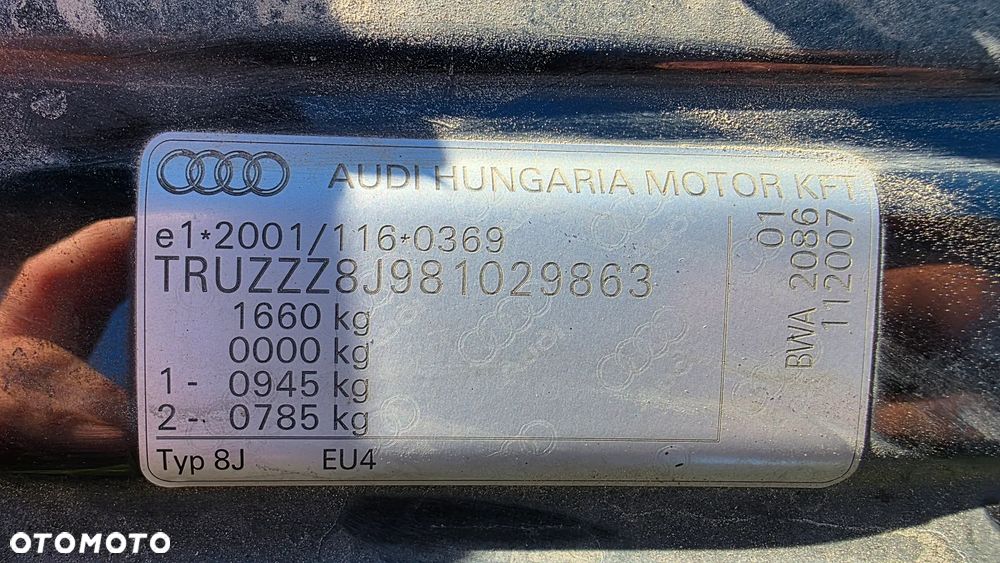 AUDI HUNGARIA MOTOR KFT
e1*2001/116*0369
TRUZZZ8J981029863
1660 kg
0000 kg
1- 0945 kg
2- 0785 kg
Typ 8J EU4
01
BWA 2086
112007
OTOMOTO